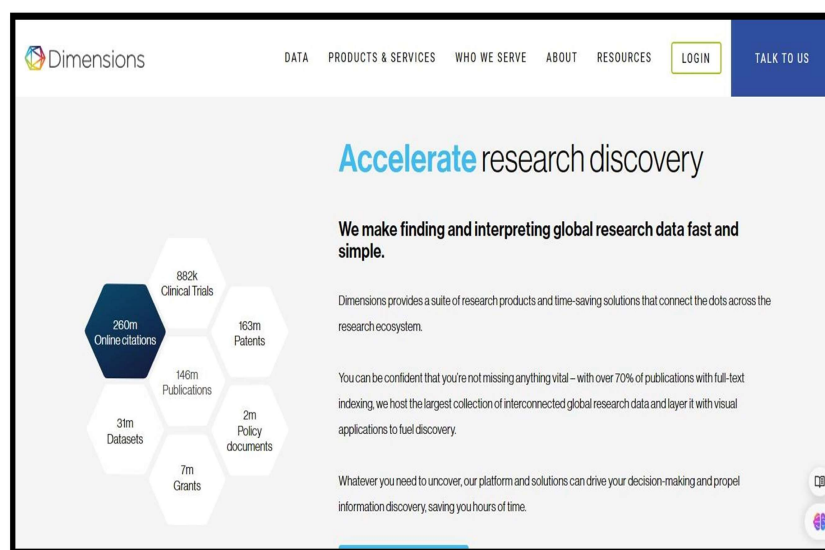 Dimensions
DATA PRODUCTS & SERVICES WHO WE SERVE ABOUT RESOURCES LOGIN TALK TO US
Accelerate research discovery
We make finding and interpreting global research data fast and
simple.
Dimensions provides a suite of research products and time-saving solutions that connect the dots across the
research ecosystem.
You can be confident that you're not missing anything vital – with over 70% of publications with full-text
indexing, we host the largest collection of interconnected global research data and layer it with visual
applications to fuel discovery.
Whatever you need to uncover, our platform and solutions can drive your decision-making and propel
information discovery, saving you hours of time.
882k
Clinical Trials
260m
Online citations
163m
Patents
146m
Publications
31m
Datasets
2m
Policy
documents
7m
Grants